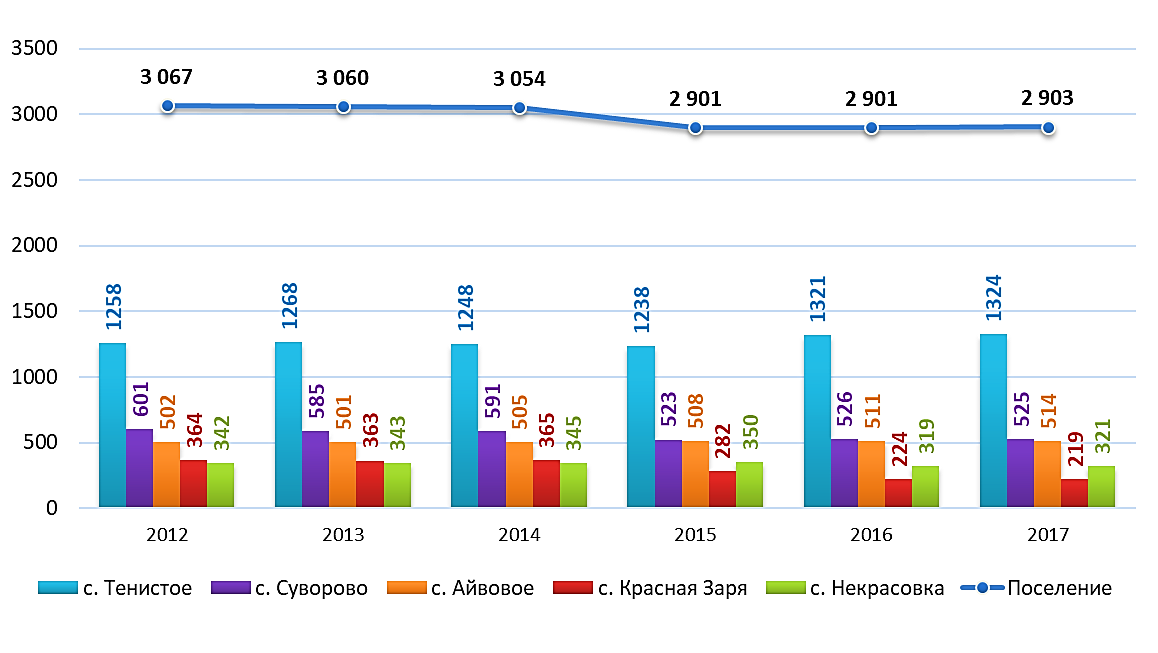 3500
3 067 3 060 3 054 2 901 2 901 2 903
3000
2500
2000
1500
1258 601 502 364 342 1268 585 501 363 343 1248 591 505 365 345 1238 523 508 282 350 1321 526 511 224 319 1324 525 514 219 321
1000
500
0
2012 2013 2014 2015 2016 2017
с. Тенистое с. Суворово с. Айвовое с. Красная Заря с. Некрасовка Поселение